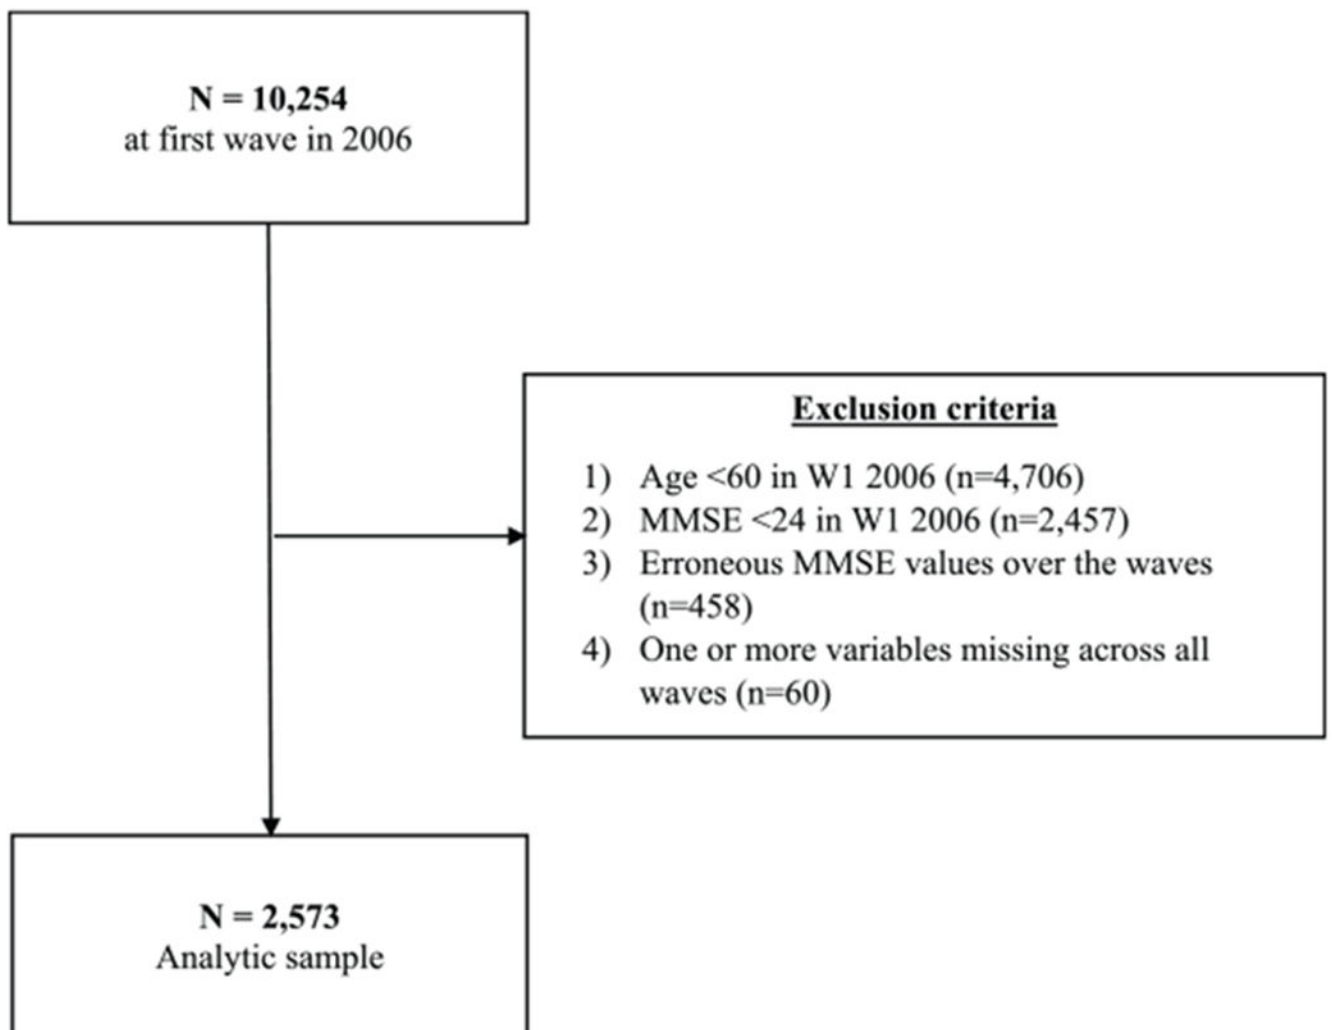 N = 10,254
at first wave in 2006
Exclusion criteria
1) Age <60 in W1 2006 (n=4,706)
2) MMSE <24 in W1 2006 (n=2,457)
3) Erroneous MMSE values over the waves
(n=458)
4) One or more variables missing across all
waves (n=60)
N = 2,573
Analytic sample